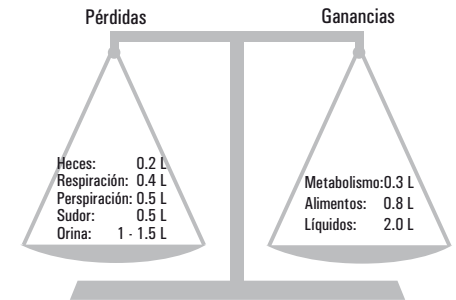 Pérdidas
Ganancias
Heces: 0.2 L
Respiración: 0.4 L
Perspiración: 0.5 L
Sudor: 0.5 L
Orina: 1 - 1.5 L
Metabolismo:0.3 L
Alimentos: 0.8 L
Líquidos: 2.0 L